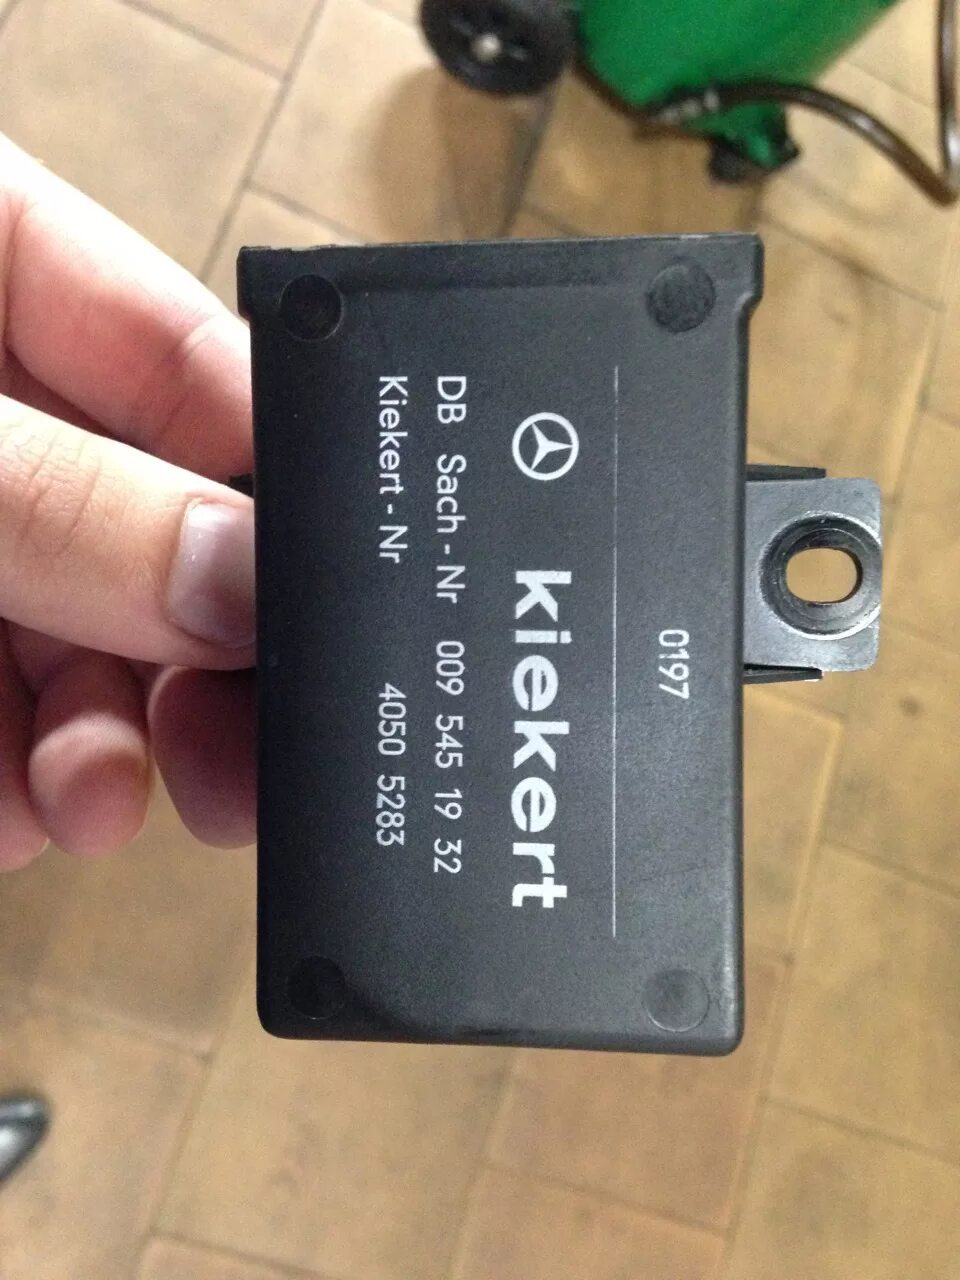 0197
kiekert
DB Sach-Nr 009 545 19 32
Kiekert-Nr 4050 5283